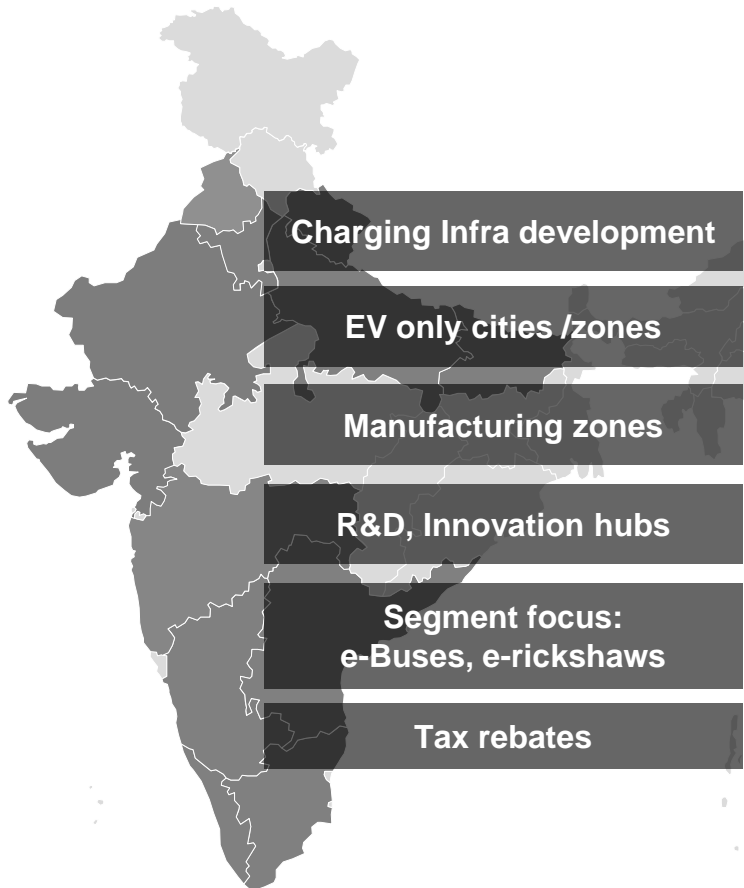 Charging Infra development
EV only cities /zones
Manufacturing zones
R&D, Innovation hubs
Segment focus:
e-Buses, e-rickshaws
Tax rebates